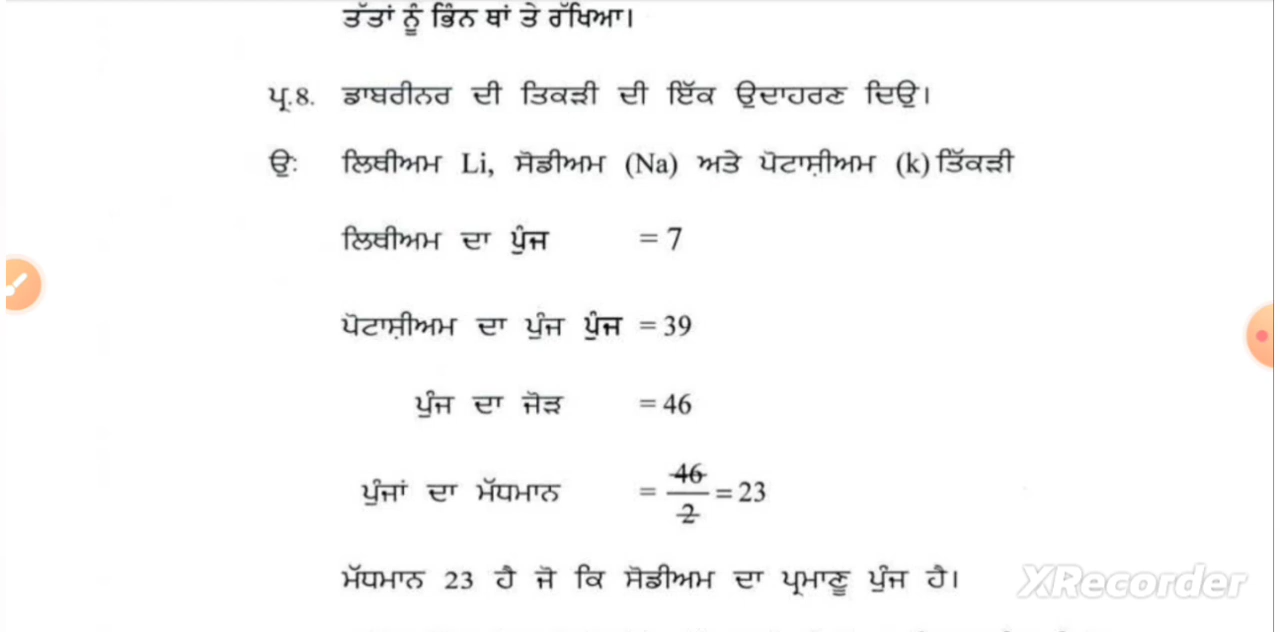 ਤੱਤਾਂ ਨੂੰ ਭਿੰਨ ਥਾਂ ਤੇ ਰੱਖਿਆ।
ਪ੍ਰ.8. ਡਾਬਰੀਨਰ ਦੀ ਤਿਕੜੀ ਦੀ ਇੱਕ ਉਦਾਹਰਣ ਦਿਉ।
ਉ: ਲਿਥੀਅਮ Li, ਸੋਡੀਅਮ (Na) ਅਤੇ ਪੋਟਾਸ਼ੀਅਮ (k) ਤਿੱਕੜੀ
ਲਿਥੀਅਮ ਦਾ ਪੁੰਜ = 7
ਪੋਟਾਸ਼ੀਅਮ ਦਾ ਪੁੰਜ ਪੁੰਜ = 39
ਪੁੰਜ ਦਾ ਜੋੜ = 46
ਪੁੰਜਾਂ ਦਾ ਮੱਧਮਾਨ = 46/2 = 23
ਮੱਧਮਾਨ 23 ਹੈ ਜੋ ਕਿ ਸੋਡੀਅਮ ਦਾ ਪ੍ਰਮਾਣੂ ਪੁੰਜ ਹੈ।
XRecorder